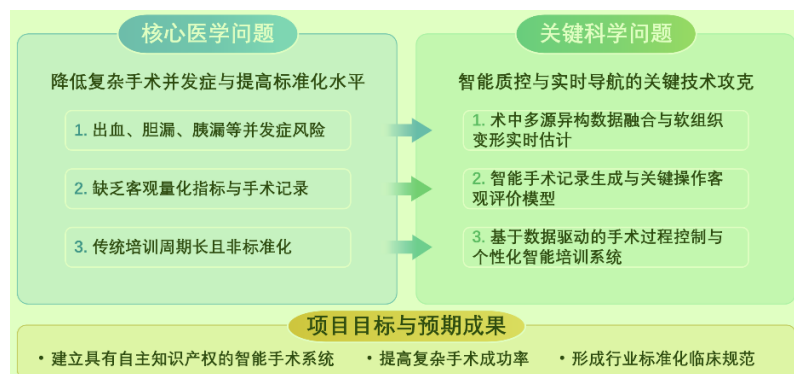 核心医学问题
降低复杂手术并发症与提高标准化水平
1. 出血、胆漏、胰漏等并发症风险
2. 缺乏客观量化指标与手术记录
3. 传统培训周期长且非标准化
关键科学问题
智能质控与实时导航的关键技术攻克
1. 术中多源异构数据融合与软组织
变形实时估计
2. 智能手术记录生成与关键操作客
观评价模型
3. 基于数据驱动的手术过程控制与
个性化智能培训系统
项目目标与预期成果
• 建立具有自主知识产权的智能手术系统 • 提高复杂手术成功率 • 形成行业标准化临床规范